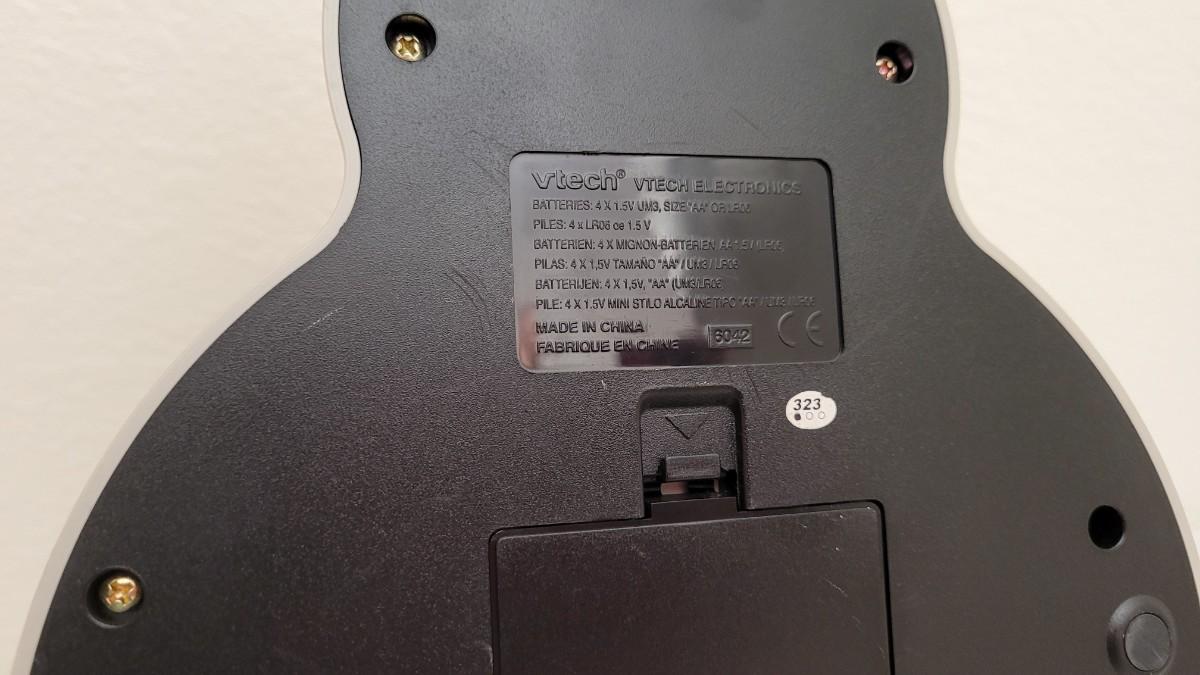 vtech® VTECH ELECTRONICS
BATTERIES: 4 X 1.5V UM3, SIZE "AA" OR LR06
PILES: 4 x LR06 de 1.5 V
BATTERIEN: 4 X MIGNON-BATTERIEN AA 1.5V (LR06)
PILAS: 4 X 1,5V TAMAÑO "AA" / UM3 / LR06
BATTERIJEN: 4 X 1,5V, "AA" (UM3/LR06
PILE: 4 X 1.5V MINI STILO ALCALINE TIPO "AA" / UM3 / LR06
MADE IN CHINA
FABRIQUE EN CHINE
6042
CE
323